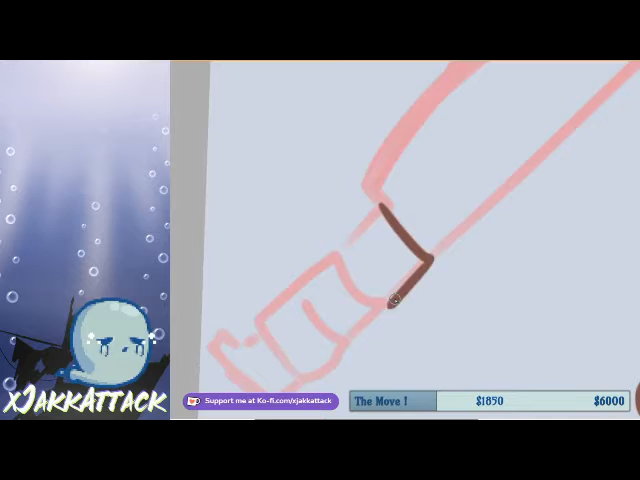 xJAKKATTACK
Support me at Ko-fi.com/xjakkattack
The Move ! $1850 $6000